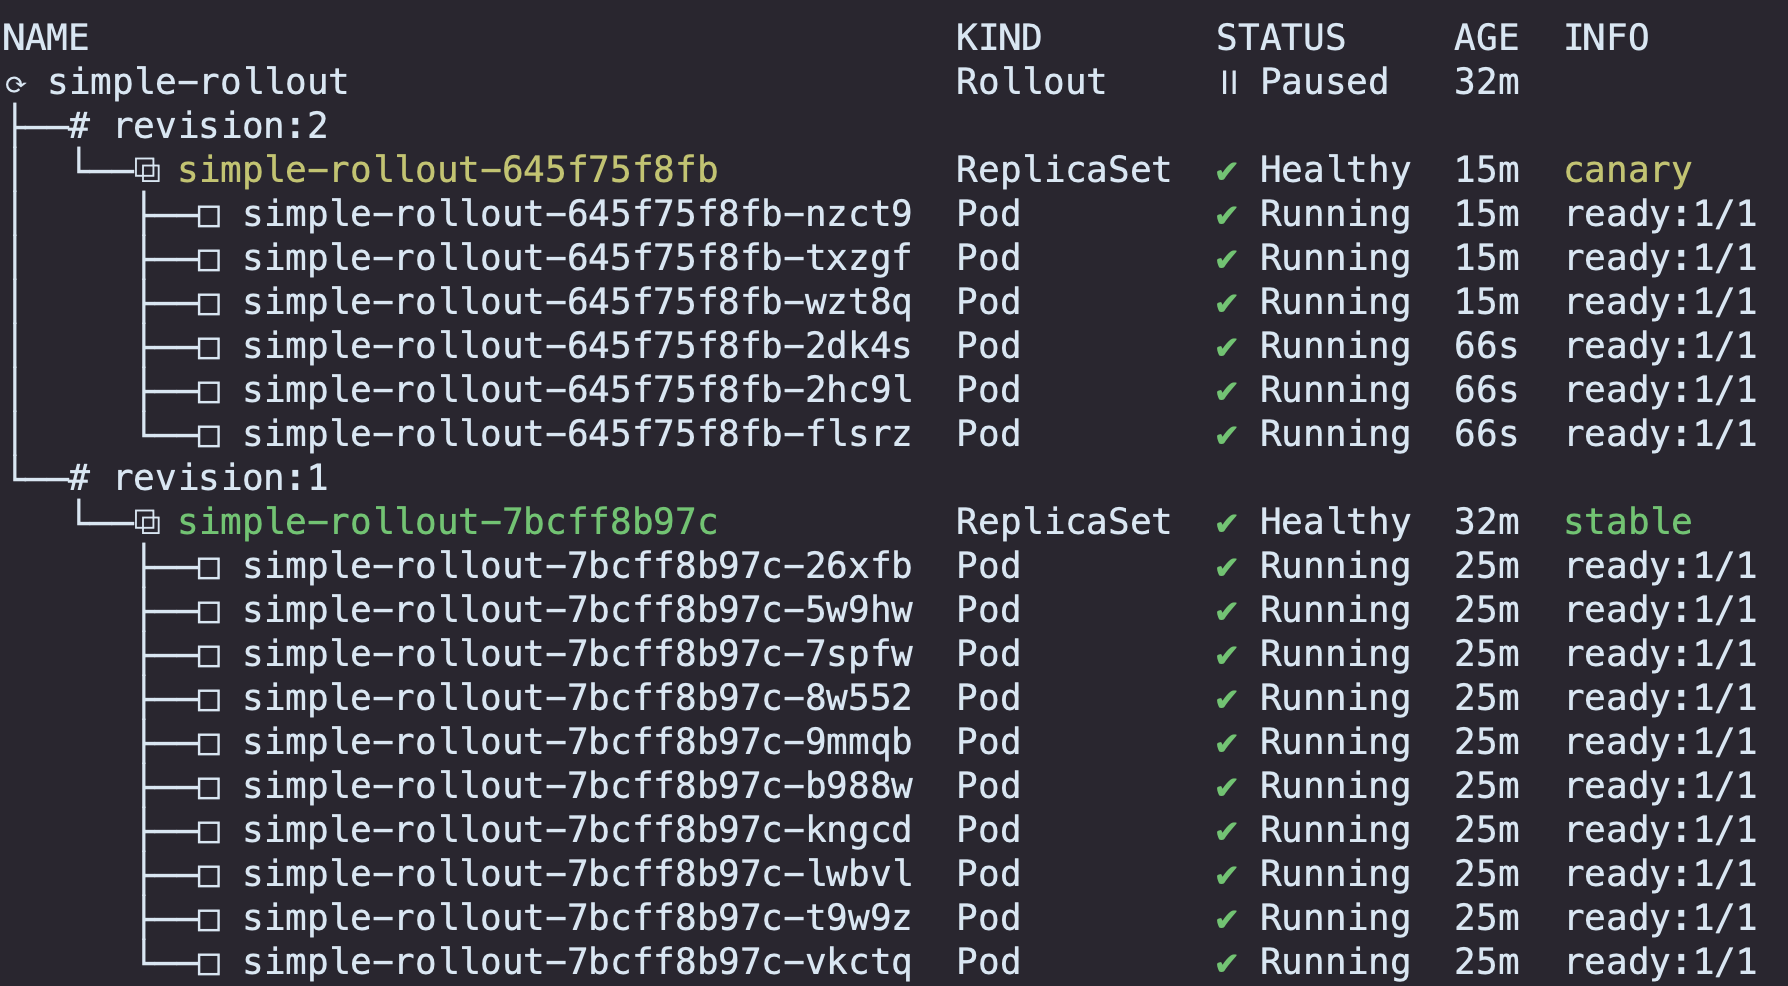 NAME KIND STATUS AGE INFO
⟳ simple-rollout Rollout ॥ Paused 32m
├──# revision:2
│  └──⧉ simple-rollout-645f75f8fb ReplicaSet ✔ Healthy 15m canary
│     ├──□ simple-rollout-645f75f8fb-nzct9 Pod ✔ Running 15m ready:1/1
│     ├──□ simple-rollout-645f75f8fb-txzgf Pod ✔ Running 15m ready:1/1
│     ├──□ simple-rollout-645f75f8fb-wzt8q Pod ✔ Running 15m ready:1/1
│     ├──□ simple-rollout-645f75f8fb-2dk4s Pod ✔ Running 66s ready:1/1
│     ├──□ simple-rollout-645f75f8fb-2hc9l Pod ✔ Running 66s ready:1/1
│     └──□ simple-rollout-645f75f8fb-flsrz Pod ✔ Running 66s ready:1/1
└──# revision:1
   └──⧉ simple-rollout-7bcff8b97c ReplicaSet ✔ Healthy 32m stable
      ├──□ simple-rollout-7bcff8b97c-26xfb Pod ✔ Running 25m ready:1/1
      ├──□ simple-rollout-7bcff8b97c-5w9hw Pod ✔ Running 25m ready:1/1
      ├──□ simple-rollout-7bcff8b97c-7spfw Pod ✔ Running 25m ready:1/1
      ├──□ simple-rollout-7bcff8b97c-8w552 Pod ✔ Running 25m ready:1/1
      ├──□ simple-rollout-7bcff8b97c-9mmqb Pod ✔ Running 25m ready:1/1
      ├──□ simple-rollout-7bcff8b97c-b988w Pod ✔ Running 25m ready:1/1
      ├──□ simple-rollout-7bcff8b97c-kngcd Pod ✔ Running 25m ready:1/1
      ├──□ simple-rollout-7bcff8b97c-lwbvl Pod ✔ Running 25m ready:1/1
      ├──□ simple-rollout-7bcff8b97c-t9w9z Pod ✔ Running 25m ready:1/1
      └──□ simple-rollout-7bcff8b97c-vkctq Pod ✔ Running 25m ready:1/1